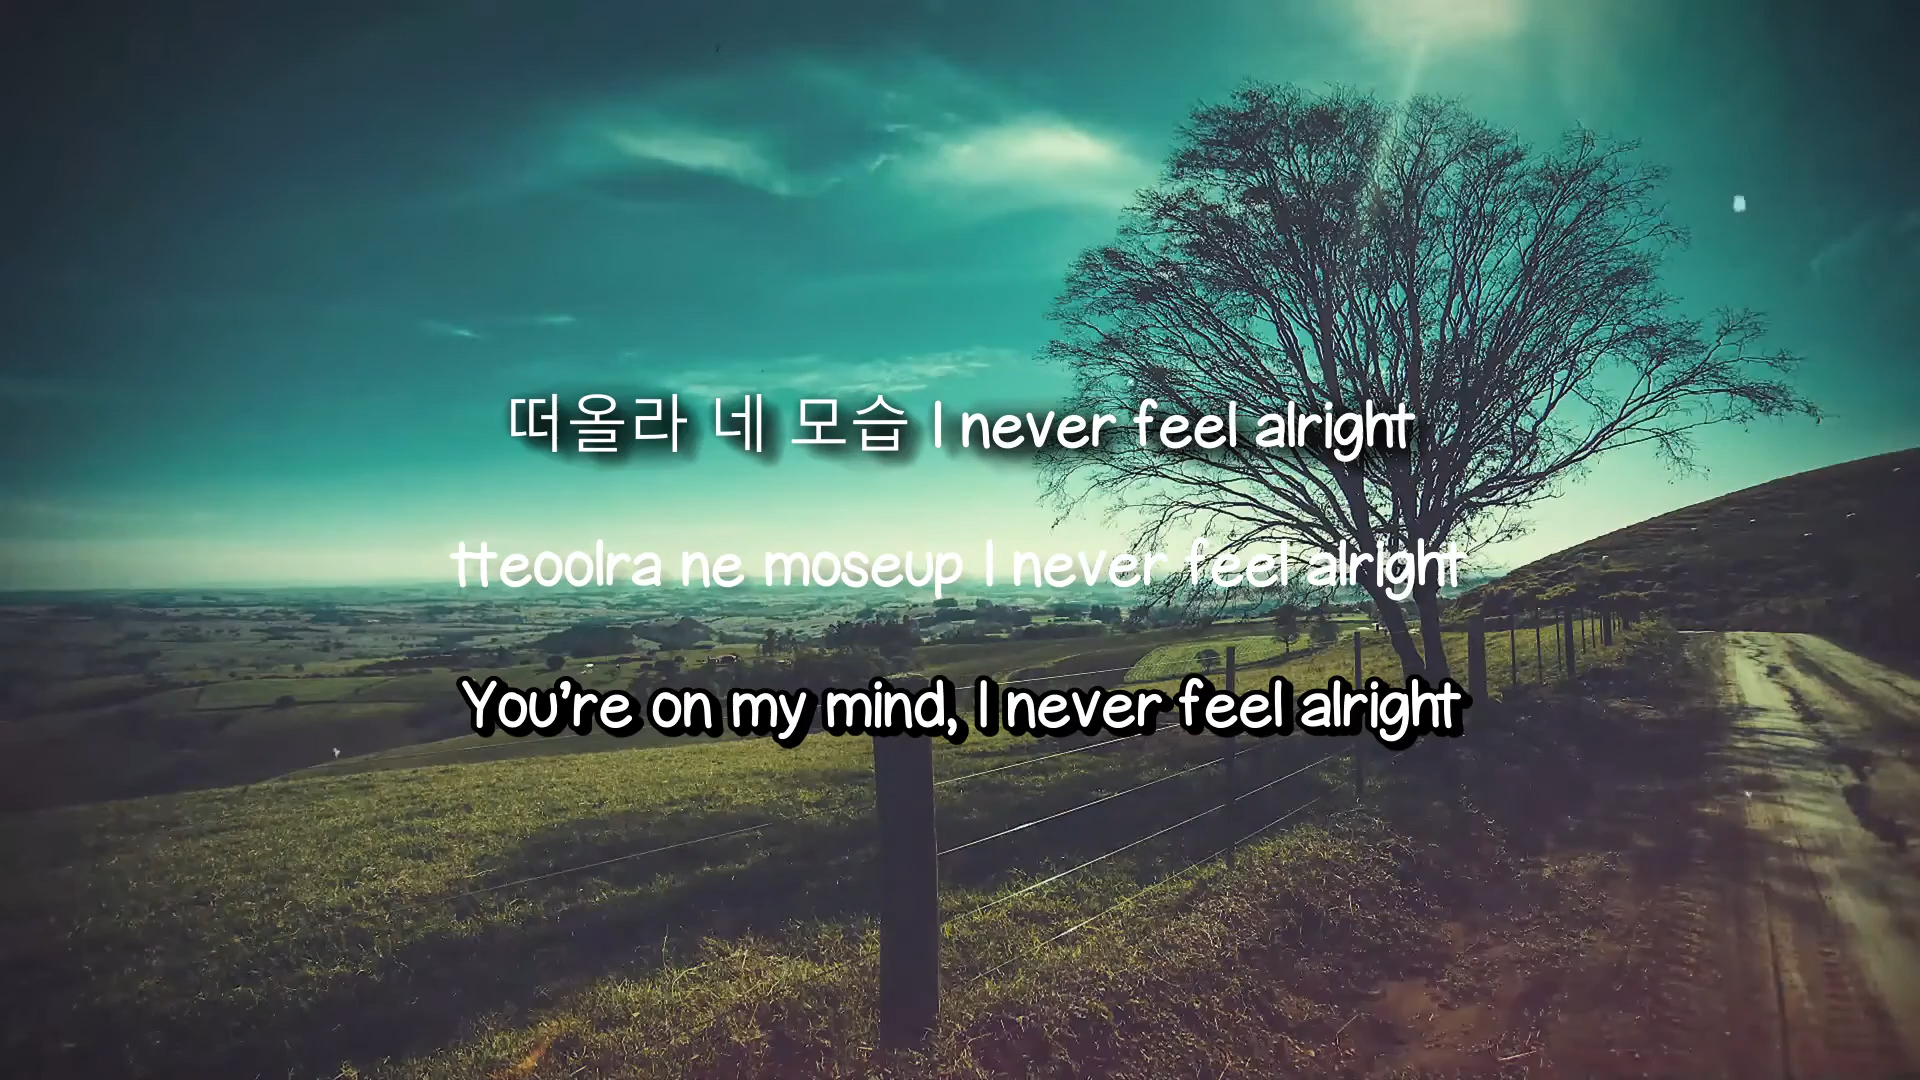 떠올라 네 모습 I never feel alright
tteoolra ne moseup I never feel alright
You're on my mind, I never feel alright